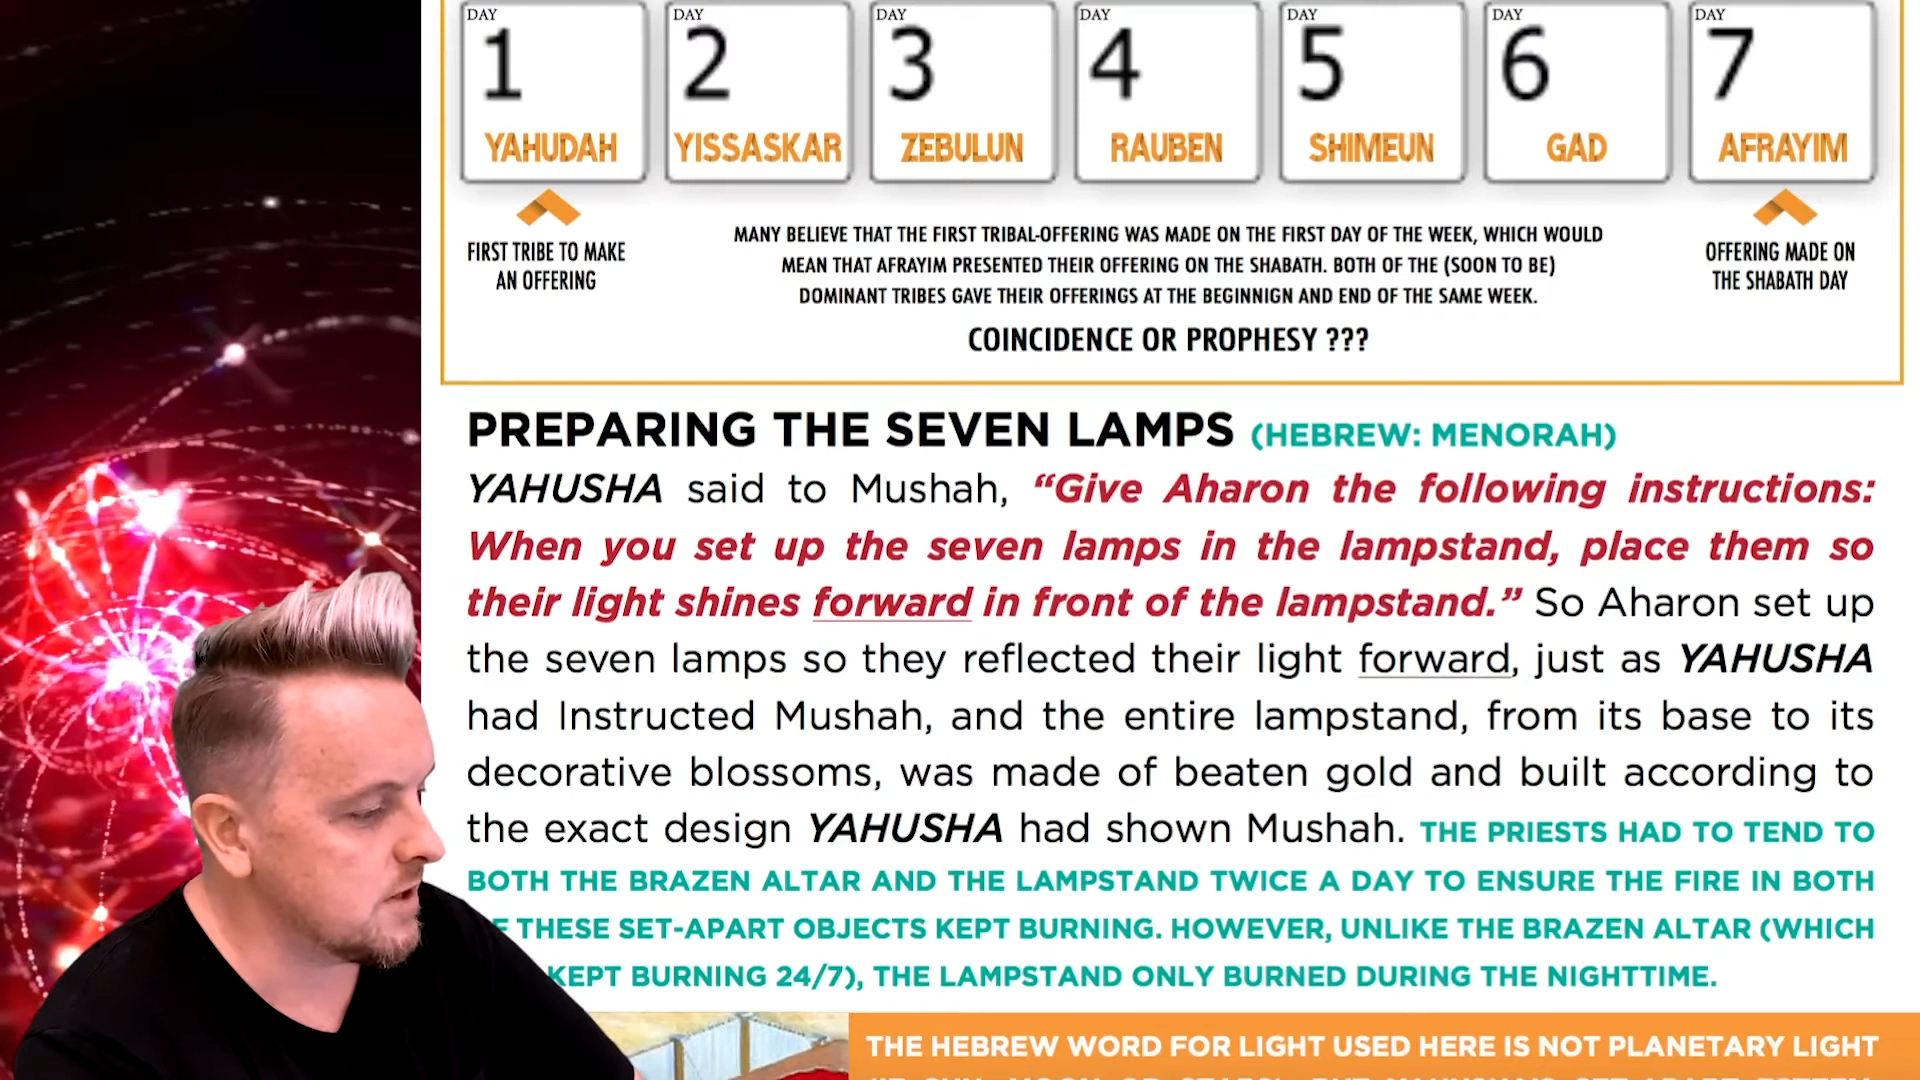 DAY DAY DAY DAY DAY DAY DAY
1 2 3 4 5 6 7
YAHUDAH YISSASKAR ZEBULUN RAUBEN SHIMEUN GAD AFRAYIM
FIRST TRIBE TO MAKE
AN OFFERING
MANY BELIEVE THAT THE FIRST TRIBAL-OFFERING WAS MADE ON THE FIRST DAY OF THE WEEK, WHICH WOULD
MEAN THAT AFRAYIM PRESENTED THEIR OFFERING ON THE SHABATH. BOTH OF THE (SOON TO BE)
DOMINANT TRIBES GAVE THEIR OFFERINGS AT THE BEGINNIGN AND END OF THE SAME WEEK.
OFFERING MADE ON
THE SHABATH DAY
COINCIDENCE OR PROPHESY ???
PREPARING THE SEVEN LAMPS (HEBREW: MENORAH)
YAHUSHA said to Mushah, “Give Aharon the following instructions:
When you set up the seven lamps in the lampstand, place them so
their light shines forward in front of the lampstand.” So Aharon set up
the seven lamps so they reflected their light forward, just as YAHUSHA
had Instructed Mushah, and the entire lampstand, from its base to its
decorative blossoms, was made of beaten gold and built according to
the exact design YAHUSHA had shown Mushah. THE PRIESTS HAD TO TEND TO
BOTH THE BRAZEN ALTAR AND THE LAMPSTAND TWICE A DAY TO ENSURE THE FIRE IN BOTH
THESE SET-APART OBJECTS KEPT BURNING. HOWEVER, UNLIKE THE BRAZEN ALTAR (WHICH
KEPT BURNING 24/7), THE LAMPSTAND ONLY BURNED DURING THE NIGHTTIME.
THE HEBREW WORD FOR LIGHT USED HERE IS NOT PLANETARY LIGHT